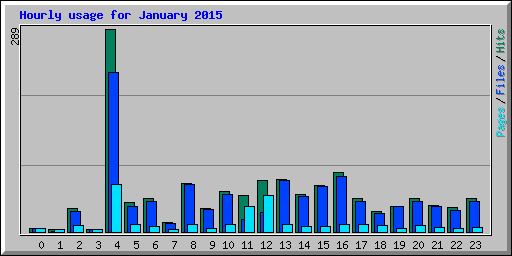 Hourly usage for January 2015
289
Pages/Files/Hits
0 1 2 3 4 5 6 7 8 9 10 11 12 13 14 15 16 17 18 19 20 21 22 23